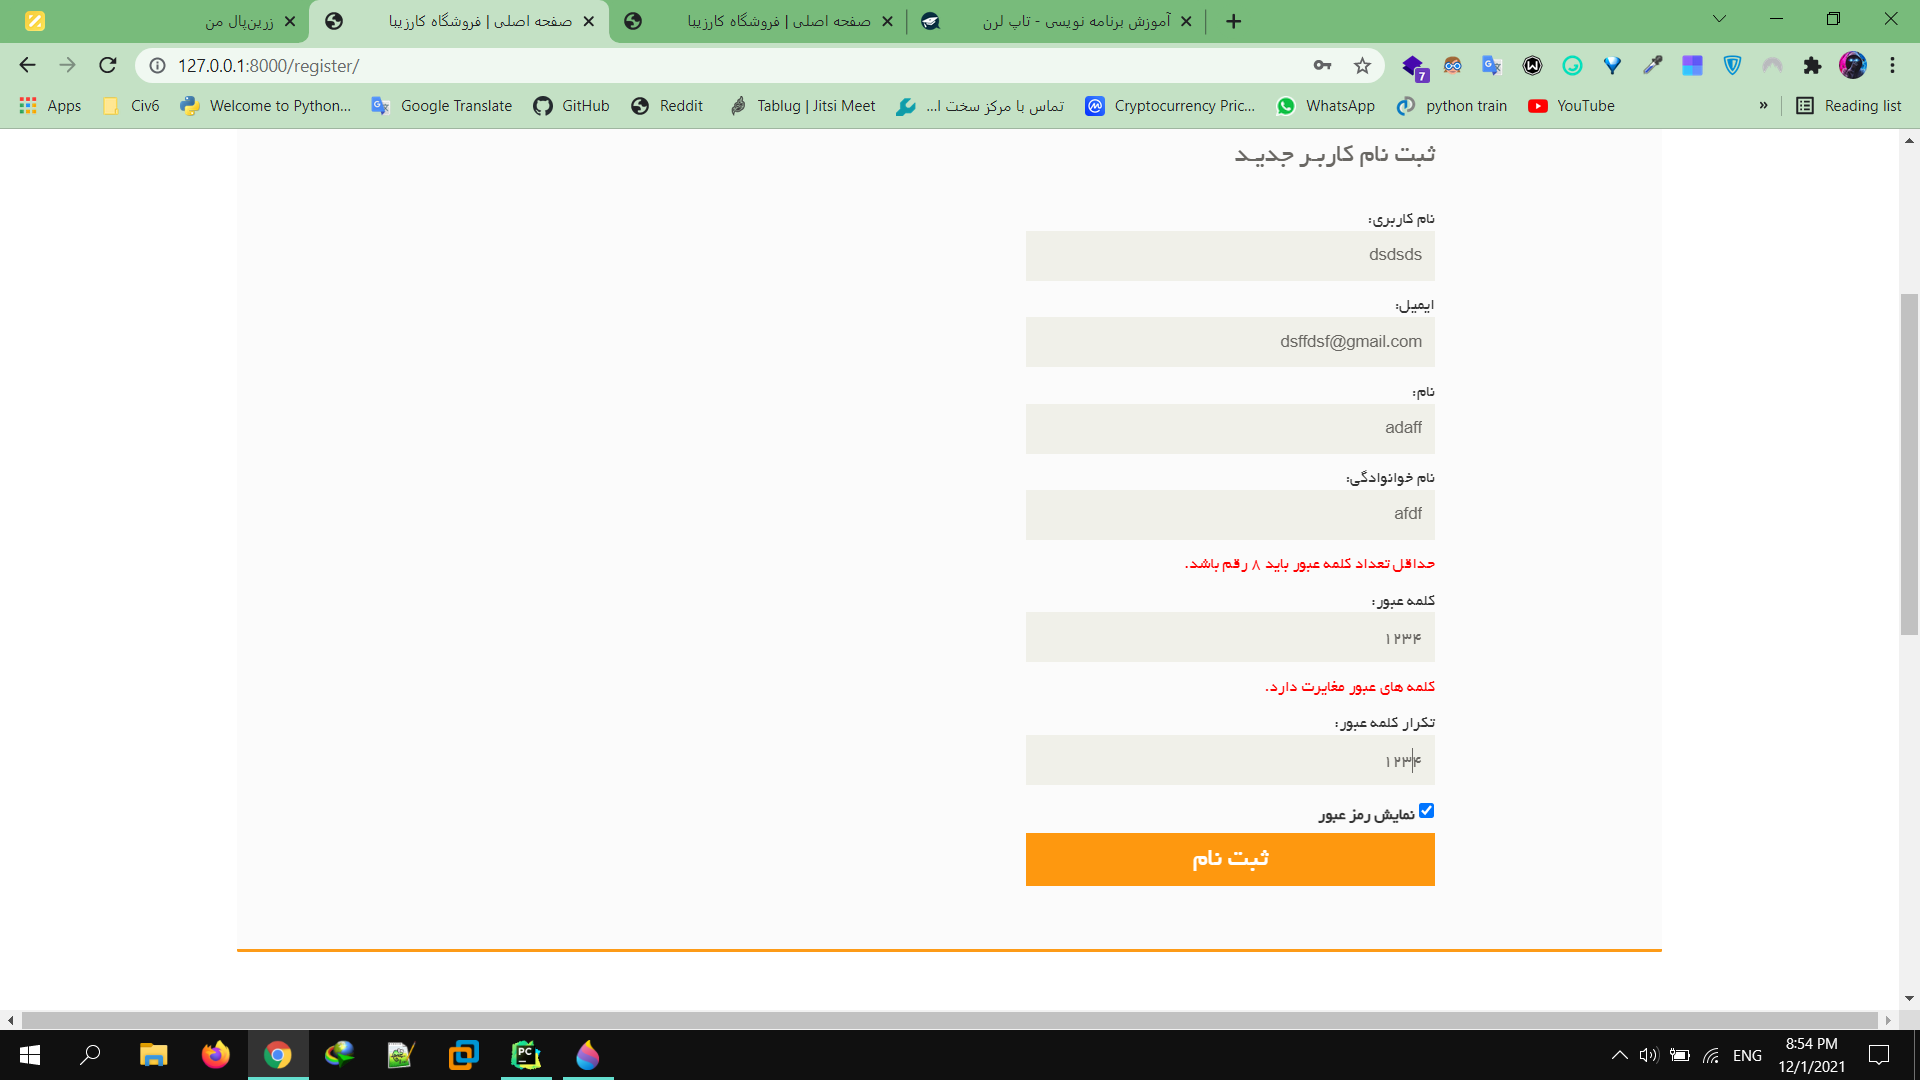 زرین‌پال من
صفحه اصلی | فروشگاه کارزیبا
صفحه اصلی | فروشگاه کارزیبا
آموزش برنامه نویسی - تاپ لرن
127.0.0.1:8000/register/
7
Apps
Civ6
Welcome to Python...
Google Translate
GitHub
Reddit
Tablug | Jitsi Meet
تماس با مرکز سخت ا...
Cryptocurrency Pric...
WhatsApp
python train
YouTube
»
Reading list
ثبت نام کاربر جدید
نام کاربری:
dsdsds
ایمیل:
dsffdsf@gmail.com
نام:
adaff
نام خوانوادگی:
afdf
حداقل تعداد کلمه عبور باید ۸ رقم باشد.
کلمه عبور:
۱۲۳۴
کلمه های عبور مغایرت دارد.
تکرار کلمه عبور:
۱۲۳۴
نمایش رمز عبور
ثبت نام
PC
ENG
8:54 PM
12/1/2021